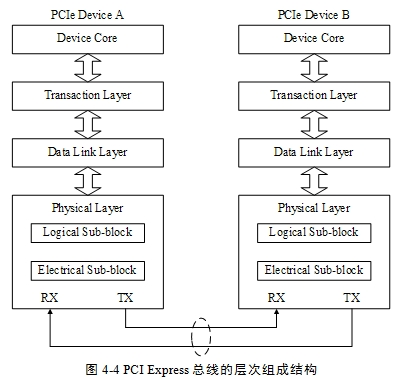 PCIe Device A
Device Core
Transaction Layer
Data Link Layer
Physical Layer
Logical Sub-block
Electrical Sub-block
RX TX
PCIe Device B
Device Core
Transaction Layer
Data Link Layer
Physical Layer
Logical Sub-block
Electrical Sub-block
RX TX
图 4-4 PCI Express 总线的层次组成结构